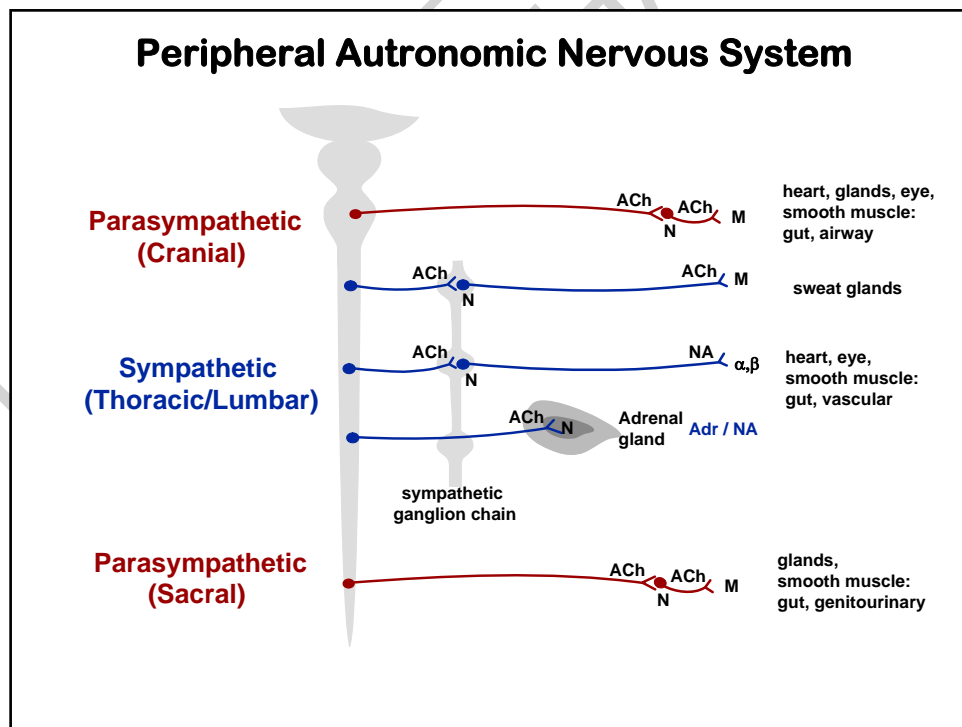 Peripheral Autronomic Nervous System
Parasympathetic
(Cranial)
ACh
ACh
N
M
heart, glands, eye,
smooth muscle:
gut, airway
ACh
N
ACh
M
sweat glands
Sympathetic
(Thoracic/Lumbar)
ACh
N
NA
α,β
heart, eye,
smooth muscle:
gut, vascular
ACh
N
Adrenal
gland
Adr / NA
sympathetic
ganglion chain
Parasympathetic
(Sacral)
ACh
ACh
N
M
glands,
smooth muscle:
gut, genitourinary